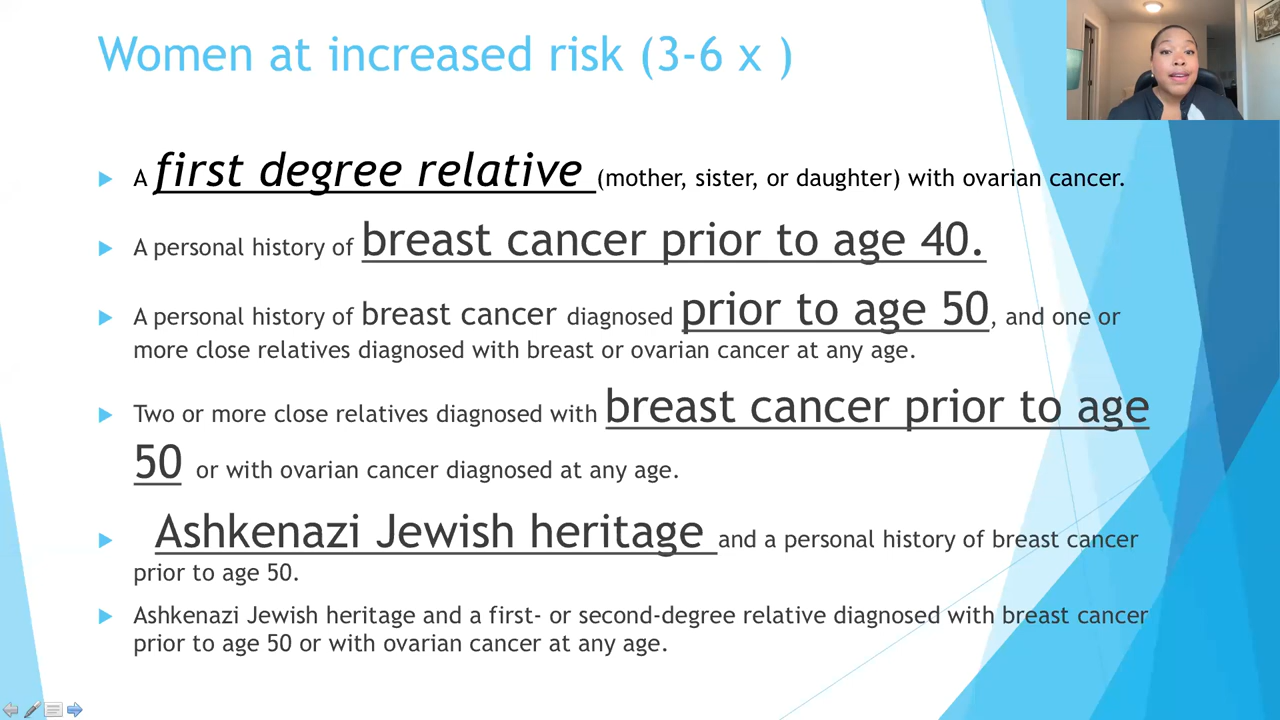 Women at increased risk (3-6 x )
A first degree relative (mother, sister, or daughter) with ovarian cancer.
A personal history of breast cancer prior to age 40.
A personal history of breast cancer diagnosed prior to age 50, and one or
more close relatives diagnosed with breast or ovarian cancer at any age.
Two or more close relatives diagnosed with breast cancer prior to age
50 or with ovarian cancer diagnosed at any age.
Ashkenazi Jewish heritage and a personal history of breast cancer
prior to age 50.
Ashkenazi Jewish heritage and a first- or second-degree relative diagnosed with breast cancer
prior to age 50 or with ovarian cancer at any age.